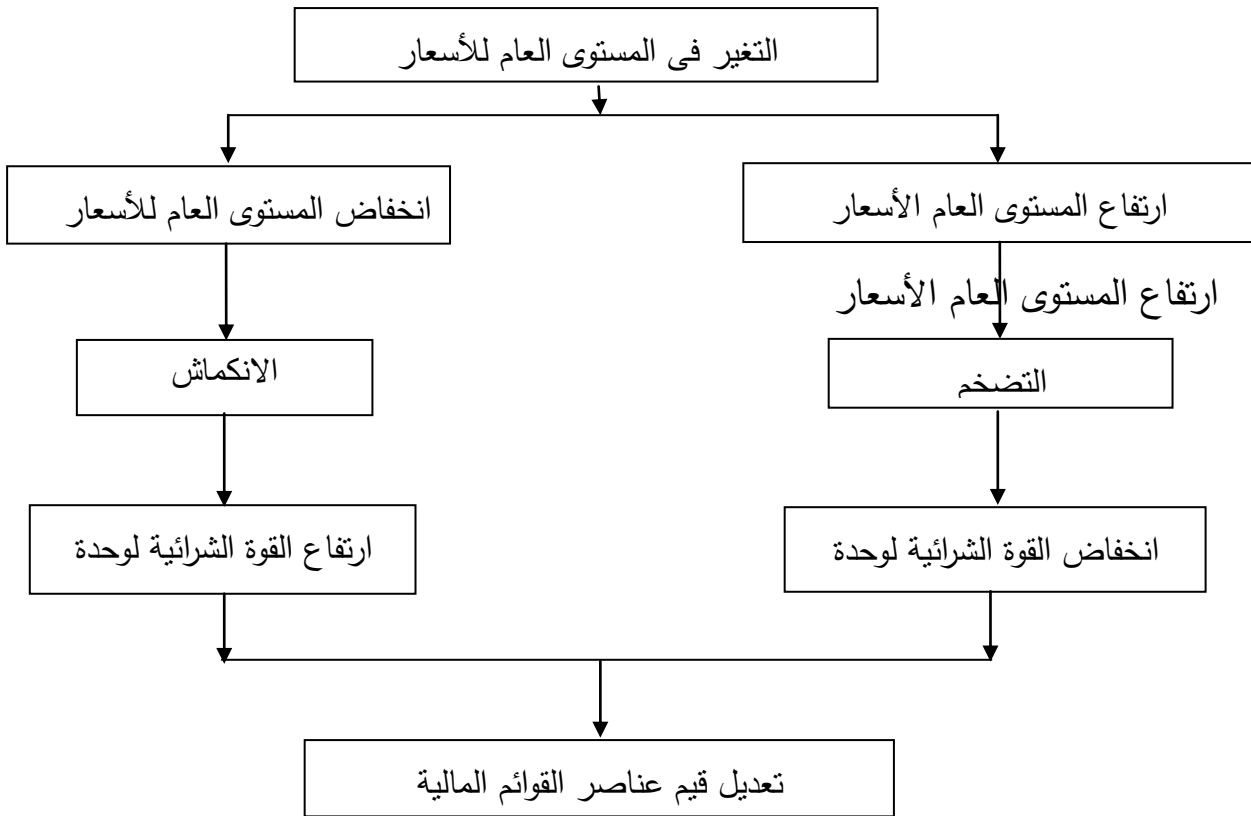 التغير فى المستوى العام للأسعار
ارتفاع المستوى العام الأسعار
انخفاض المستوى العام للأسعار
ارتفاع المستوى العام الأسعار
التضخم
الانكماش
انخفاض القوة الشرائية لوحدة
ارتفاع القوة الشرائية لوحدة
تعديل قيم عناصر القوائم المالية